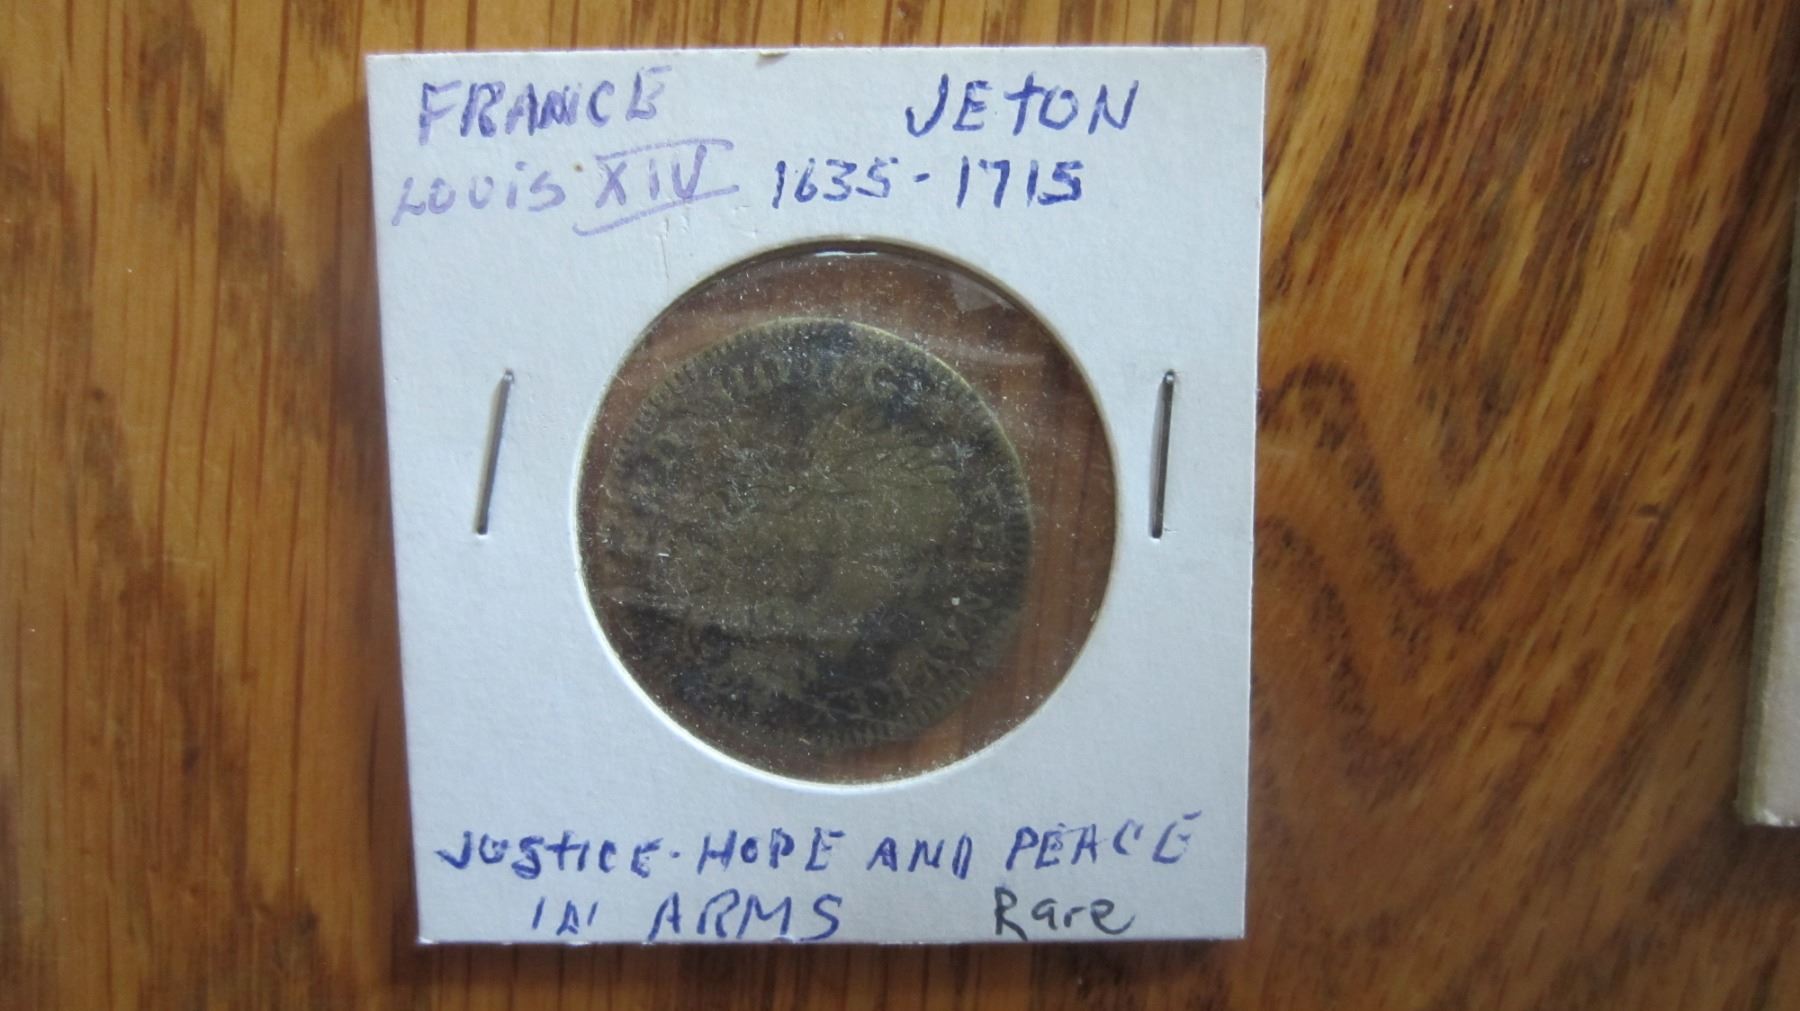 FRANCE JETON
LOUIS XIV 1635-1715
JUSTICE-HOPE AND PEACE
IN ARMS Rare